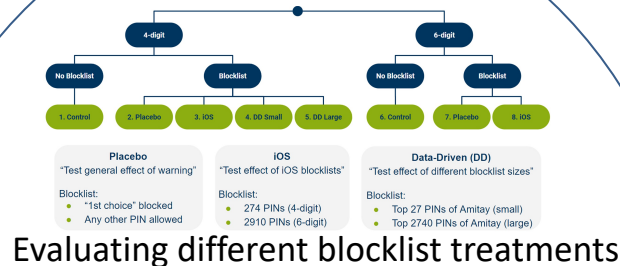 4-digit
6-digit
No Blocklist
Blocklist
No Blocklist
Blocklist
1. Control
2. Placebo
3. iOS
4. DD Small
5. DD Large
6. Control
7. Placebo
8. iOS
Placebo
"Test general effect of warning"
Blocklist:
• "1st choice" blocked
• Any other PIN allowed
iOS
"Test effect of iOS blocklists"
Blocklist:
• 274 PINs (4-digit)
• 2910 PINs (6-digit)
Data-Driven (DD)
"Test effect of different blocklist sizes"
Blocklist:
• Top 27 PINs of Amitay (small)
• Top 2740 PINs of Amitay (large)
Evaluating different blocklist treatments